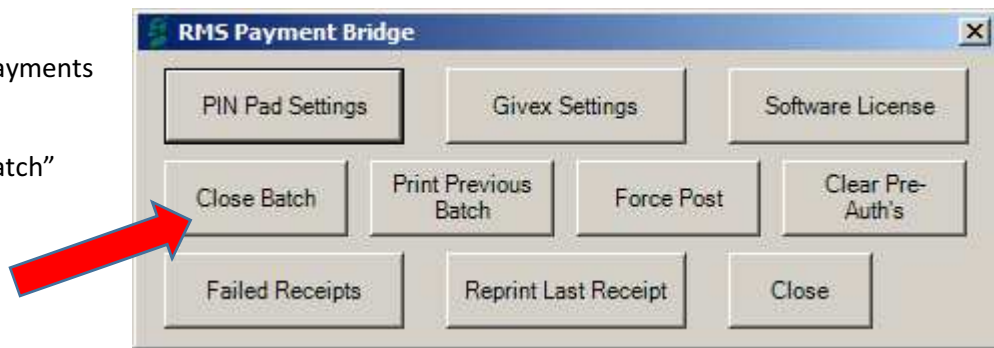 RMS Payment Bridge
ayments
PIN Pad Settings
Givex Settings
Software License
atch”
Close Batch
Print Previous
Batch
Force Post
Clear Pre-
Auth's
Failed Receipts
Reprint Last Receipt
Close